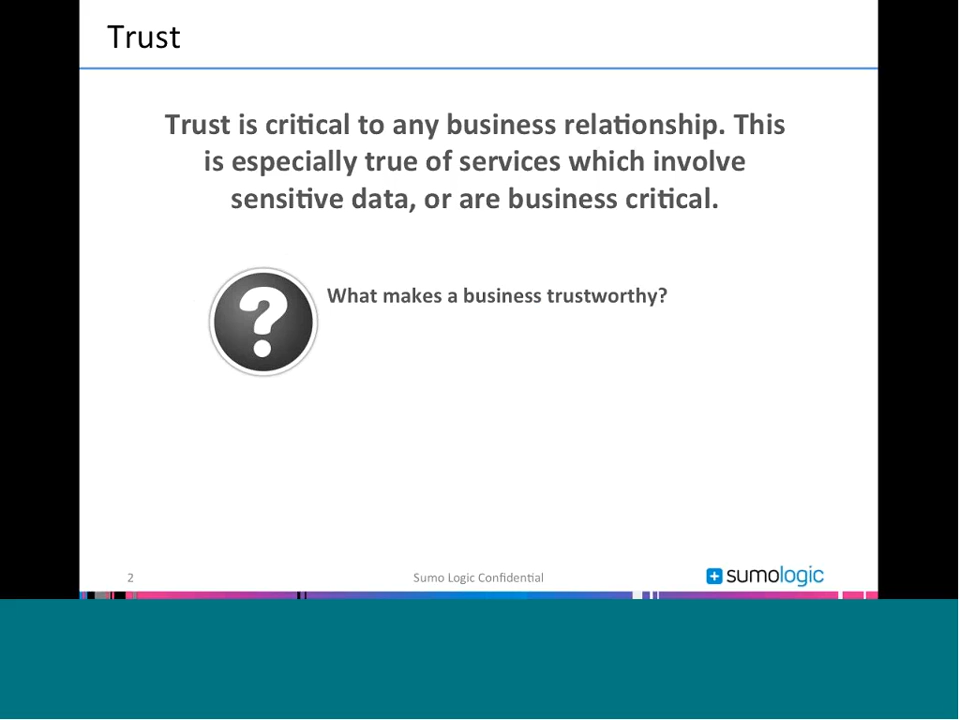 Trust
Trust is critical to any business relationship. This
is especially true of services which involve
sensitive data, or are business critical.
?
What makes a business trustworthy?
2
Sumo Logic Confidential
sumologic